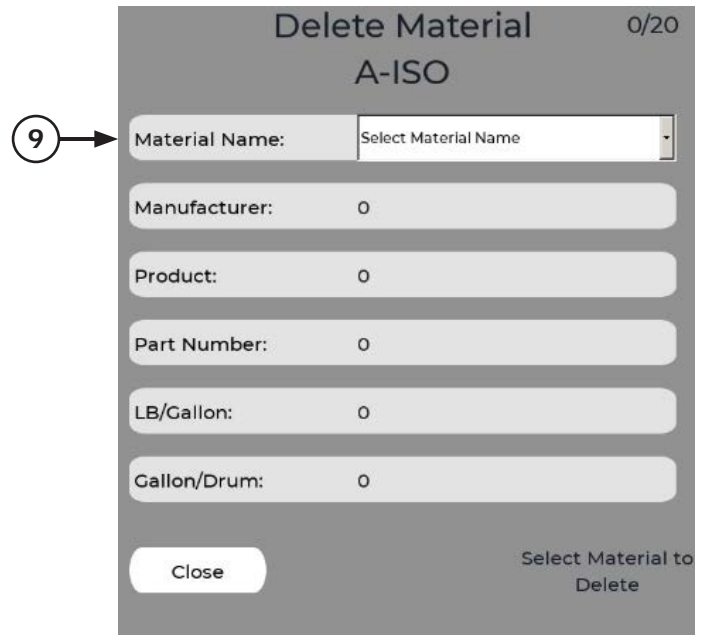 Delete Material
0/20
A-ISO
9
Material Name:
Select Material Name
Manufacturer:
0
Product:
0
Part Number:
0
LB/Gallon:
0
Gallon/Drum:
0
Close
Select Material to
Delete